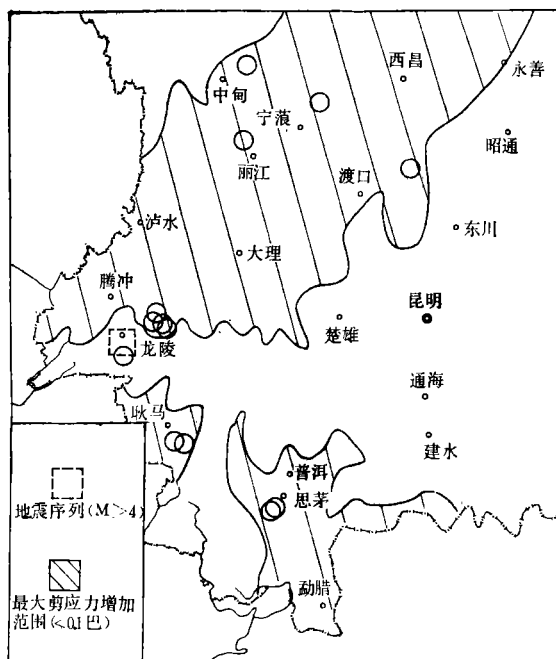 西昌
永善
中甸
宁蒗
昭通
丽江
渡口
泸水
东川
大理
腾冲
昆明
楚雄
龙陵
通海
耿马
建水
普洱
思茅
地震序列(M>4)
勐腊
最大剪应力增加
范围(<0.1巴)